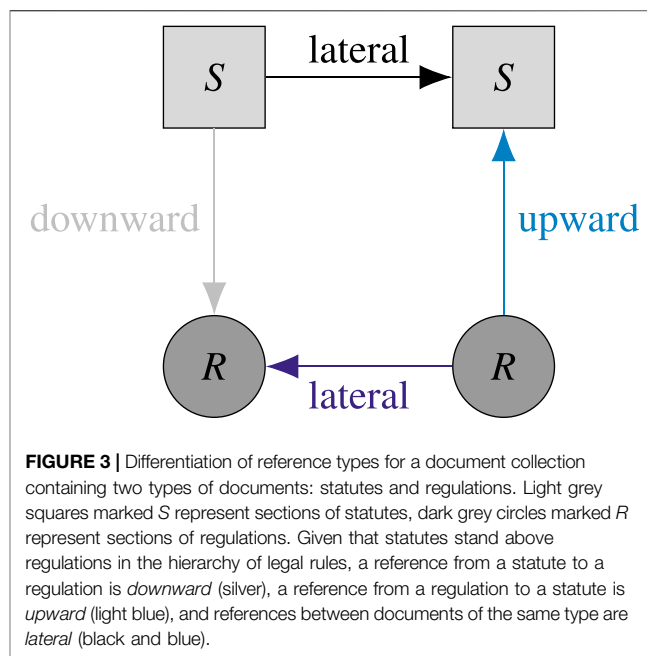 lateral
S
S
downward
upward
R
R
lateral
FIGURE 3 | Differentiation of reference types for a document collection
containing two types of documents: statutes and regulations. Light grey
squares marked S represent sections of statutes, dark grey circles marked R
represent sections of regulations. Given that statutes stand above
regulations in the hierarchy of legal rules, a reference from a statute to a
regulation is downward (silver), a reference from a regulation to a statute is
upward (light blue), and references between documents of the same type are
lateral (black and blue).